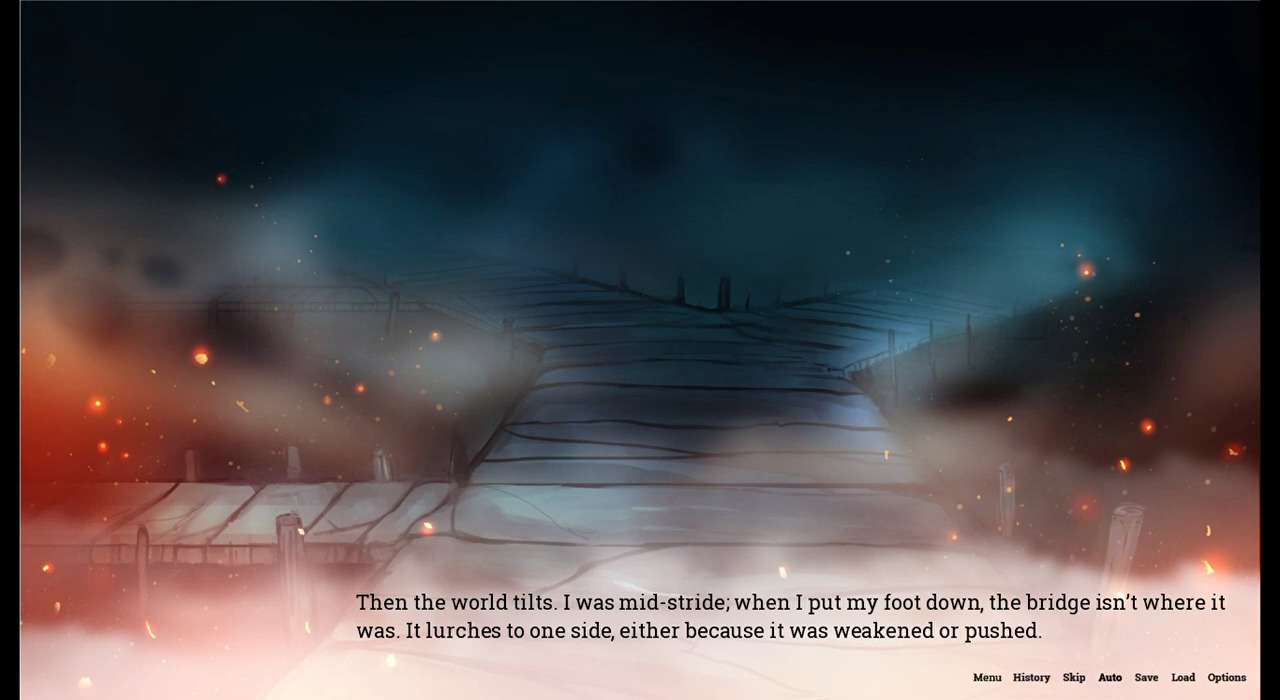 Then the world tilts. I was mid-stride; when I put my foot down, the bridge isn’t where it
was. It lurches to one side, either because it was weakened or pushed.
Menu History Skip Auto Save Load Options